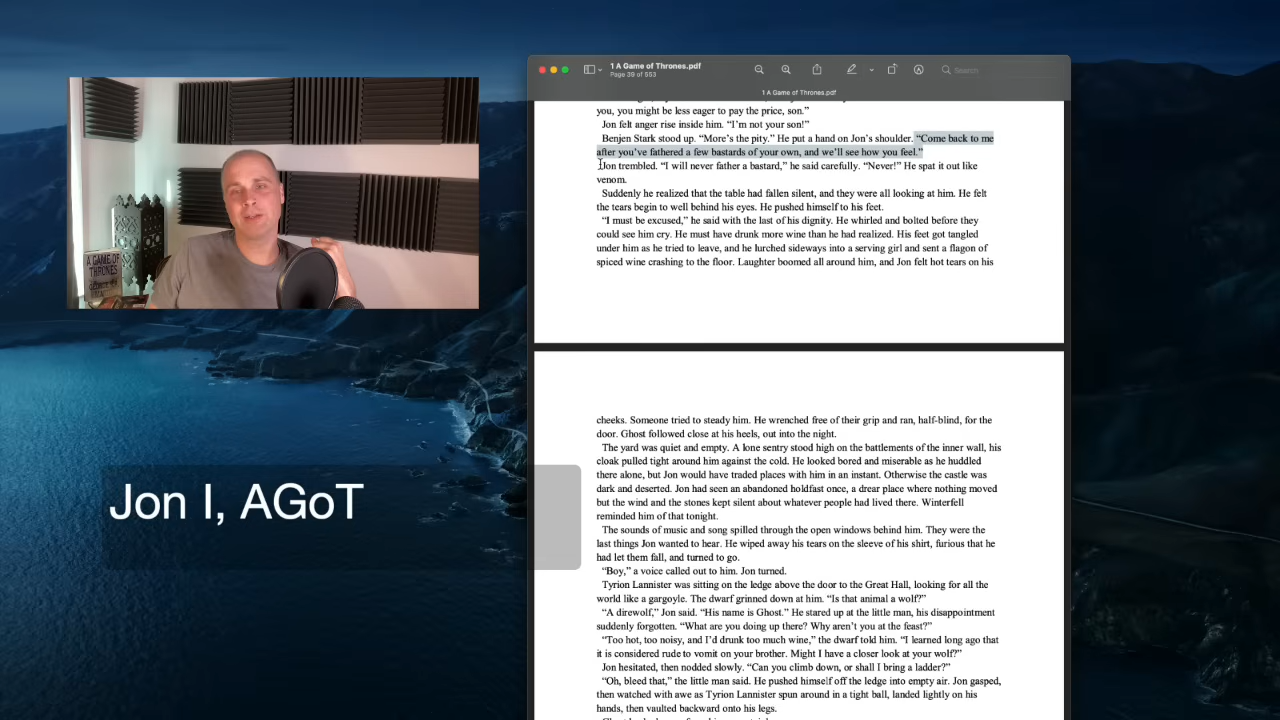 1 A Game of Thrones.pdf
Page 39 of 553
Search
1 A Game of Thrones.pdf
you, you might be less eager to pay the price, son.”
Jon felt anger rise inside him. “I’m not your son!”
Benjen Stark stood up. “More’s the pity.” He put a hand on Jon’s shoulder. “Come back to me
after you’ve fathered a few bastards of your own, and we’ll see how you feel.”
Jon trembled. “I will never father a bastard,” he said carefully. “Never!” He spat it out like
venom.
Suddenly he realized that the table had fallen silent, and they were all looking at him. He felt
the tears begin to well behind his eyes. He pushed himself to his feet.
“I must be excused,” he said with the last of his dignity. He whirled and bolted before they
could see him cry. He must have drunk more wine than he had realized. His feet got tangled
under him as he tried to leave, and he lurched sideways into a serving girl and sent a flagon of
spiced wine crashing to the floor. Laughter boomed all around him, and Jon felt hot tears on his
cheeks. Someone tried to steady him. He wrenched free of their grip and ran, half-blind, for the
door. Ghost followed close at his heels, out into the night.
The yard was quiet and empty. A lone sentry stood high on the battlements of the inner wall, his
cloak pulled tight around him against the cold. He looked bored and miserable as he huddled
there alone, but Jon would have traded places with him in an instant. Otherwise the castle was
dark and deserted. Jon had seen an abandoned holdfast once, a drear place where nothing moved
but the wind and the stones kept silent about whatever people had lived there. Winterfell
reminded him of that tonight.
The sounds of music and song spilled through the open windows behind him. They were the
last things Jon wanted to hear. He wiped away his tears on the sleeve of his shirt, furious that he
had let them fall, and turned to go.
“Boy,” a voice called out to him. Jon turned.
Tyrion Lannister was sitting on the ledge above the door to the Great Hall, looking for all the
world like a gargoyle. The dwarf grinned down at him. “Is that animal a wolf?”
“A direwolf,” Jon said. “His name is Ghost.” He stared up at the little man, his disappointment
suddenly forgotten. “What are you doing up there? Why aren’t you at the feast?”
“Too hot, too noisy, and I’d drunk too much wine,” the dwarf told him. “I learned long ago that
it is considered rude to vomit on your brother. Might I have a closer look at your wolf?”
Jon hesitated, then nodded slowly. “Can you climb down, or shall I bring a ladder?”
“Oh, bleed that,” the little man said. He pushed himself off the ledge into empty air. Jon gasped,
then watched with awe as Tyrion Lannister spun around in a tight ball, landed lightly on his
hands, then vaulted backward onto his legs.
A GAME OF
THRONES
Jon I, AGoT